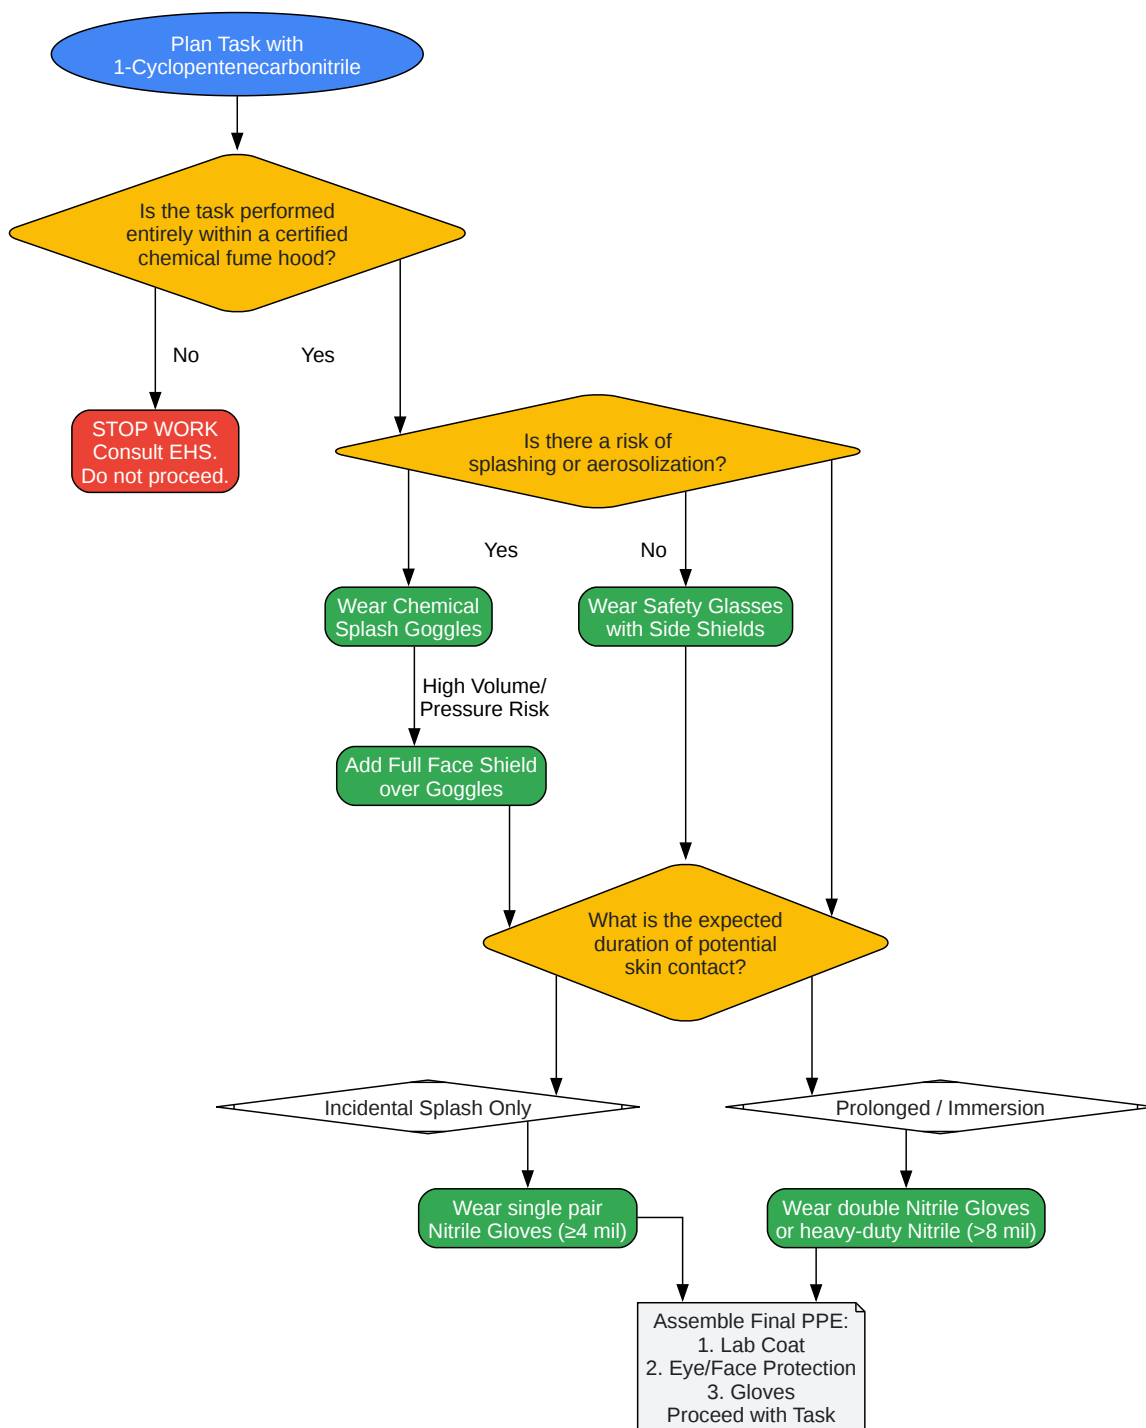 Plan Task with
1-Cyclopentenecarbonitrile
Is the task performed
entirely within a certified
chemical fume hood?
No
Yes
STOP WORK
Consult EHS.
Do not proceed.
Is there a risk of
splashing or aerosolization?
Yes
No
Wear Chemical
Splash Goggles
Wear Safety Glasses
with Side Shields
High Volume/
Pressure Risk
Add Full Face Shield
over Goggles
What is the expected
duration of potential
skin contact?
Incidental Splash Only
Prolonged / Immersion
Wear single pair
Nitrile Gloves (≥4 mil)
Wear double Nitrile Gloves
or heavy-duty Nitrile (>8 mil)
Assemble Final PPE:
1. Lab Coat
2. Eye/Face Protection
3. Gloves
Proceed with Task